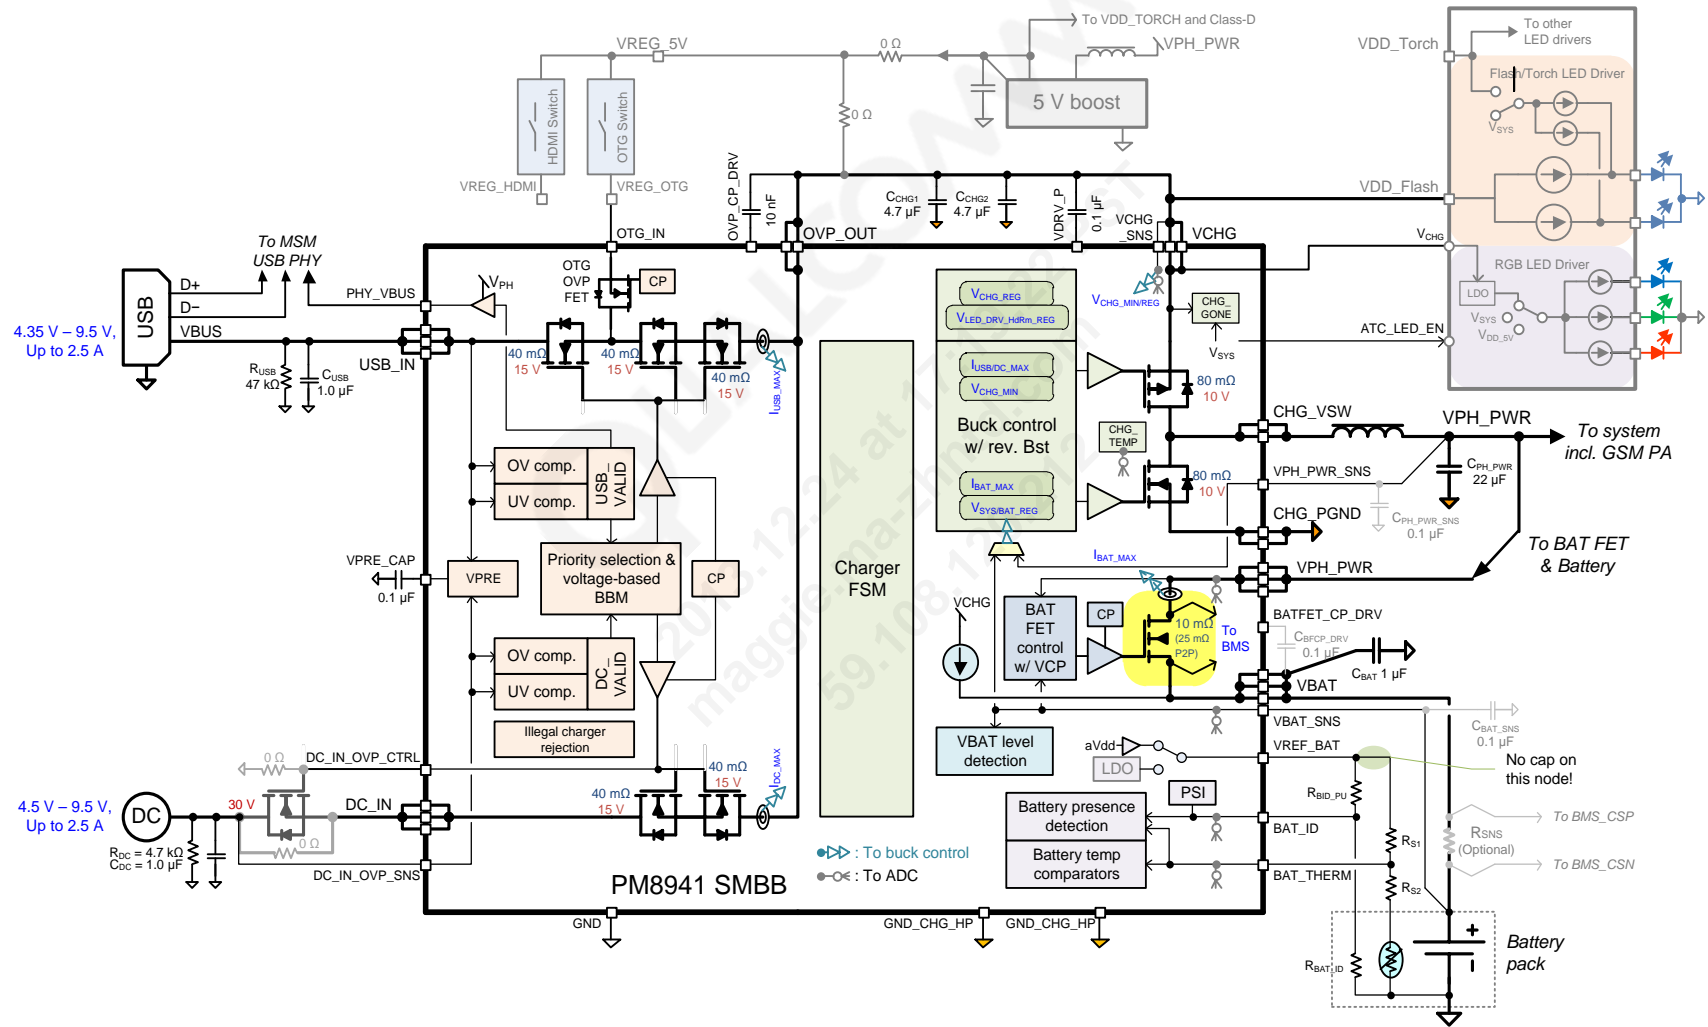 To VDD_TORCH and Class-D
VREG_5V
0 Ω
VPH_PWR
VDD_Torch
To other
LED drivers
Flash/Torch LED Driver
VSYS
HDMI Switch
OTG Switch
0 Ω
5 V boost
VREG_HDMI
VREG_OTG
VDD_Flash
OVP_CP_DRV
10 nF
CCHG1
4.7 µF
CCHG2
4.7 µF
VDRV_P
0.1 µF
VCHG
_SNS
OTG_IN
OVP_OUT
VCHG
VCHG
To MSM
USB PHY
RGB LED Driver
LDO
VSYS
VDD_5V
USB
D+
D−
VBUS
PHY_VBUS
VPH
OTG
OVP
FET
CP
4.35 V – 9.5 V,
Up to 2.5 A
RUSB
47 kΩ
CUSB
1.0 µF
USB_IN
40 mΩ
15 V
40 mΩ
15 V
40 mΩ
15 V
IUSB_MAX
VCHG_REG
VLED_DRV_HdRm_REG
IUSB/DC_MAX
VCHG_MIN
Buck control
w/ rev. Bst
IBAT_MAX
VSYS/BAT_REG
VCHG_MIN/REG
CHG_
GONE
VSYS
ATC_LED_EN
80 mΩ
10 V
CHG_
TEMP
80 mΩ
10 V
CHG_VSW
VPH_PWR
To system
incl. GSM PA
VPH_PWR_SNS
CPH_PWR
22 µF
CPH_PWR_SNS
0.1 µF
CHG_PGND
To BAT FET
& Battery
OV comp.
UV comp.
USB_
VALID
VPRE_CAP
0.1 µF
VPRE
Priority selection &
voltage-based
BBM
CP
Charger
FSM
OV comp.
UV comp.
DC_
VALID
Illegal charger
rejection
IBAT_MAX
VPH_PWR
VCHG
BAT
FET
control
w/ VCP
CP
10 mΩ
(25 mΩ
P2P)
To
BMS
BATFET_CP_DRV
CBFCP_DRV
0.1 µF
CBAT 1 µF
VBAT
VBAT_SNS
CBAT_SNS
0.1 µF
VBAT level
detection
aVdd
LDO
VREF_BAT
No cap on
this node!
0 Ω
DC_IN_OVP_CTRL
4.5 V – 9.5 V,
Up to 2.5 A
DC
30 V
DC_IN
0 Ω
RDC = 4.7 kΩ
CDC = 1.0 µF
DC_IN_OVP_SNS
40 mΩ
15 V
40 mΩ
15 V
IDC_MAX
PSI
Battery presence
detection
Battery temp
comparators
RBID_PU
BAT_ID
RS1
BAT_THERM
RS2
RSNS
(Optional)
To BMS_CSP
To BMS_CSN
: To buck control
: To ADC
PM8941 SMBB
GND
GND_CHG_HP
GND_CHG_HP
RBAT_ID
Battery
pack
+